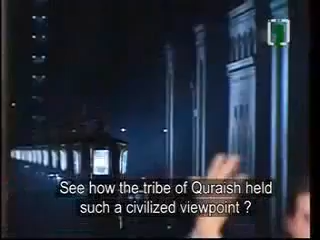 See how the tribe of Quraish held
such a civilized viewpoint ?